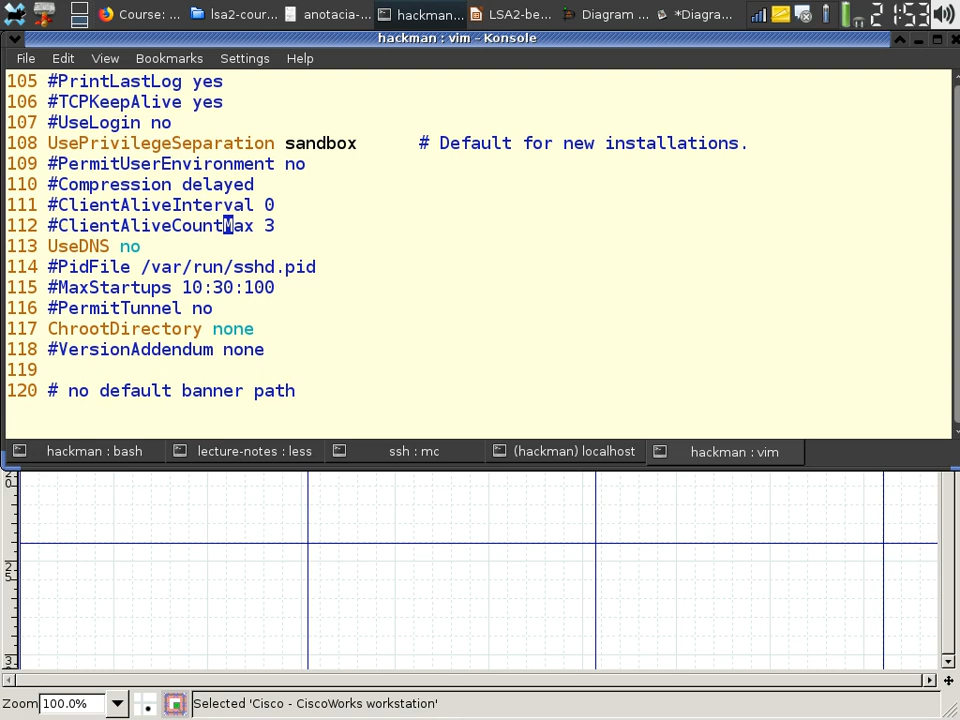 Course: ...
lsa2-cour...
anotacia-...
hackman...
LSA2-be...
Diagram ...
*Diagra...
2 1:53
hackman : vim – Konsole
File Edit View Bookmarks Settings Help
105 #PrintLastLog yes
106 #TCPKeepAlive yes
107 #UseLogin no
108 UsePrivilegeSeparation sandbox # Default for new installations.
109 #PermitUserEnvironment no
110 #Compression delayed
111 #ClientAliveInterval 0
112 #ClientAliveCountMax 3
113 UseDNS no
114 #PidFile /var/run/sshd.pid
115 #MaxStartups 10:30:100
116 #PermitTunnel no
117 ChrootDirectory none
118 #VersionAddendum none
119
120 # no default banner path
hackman : bash
lecture-notes : less
ssh : mc
(hackman) localhost
hackman : vim
25
Zoom 100.0% Selected 'Cisco - CiscoWorks workstation'